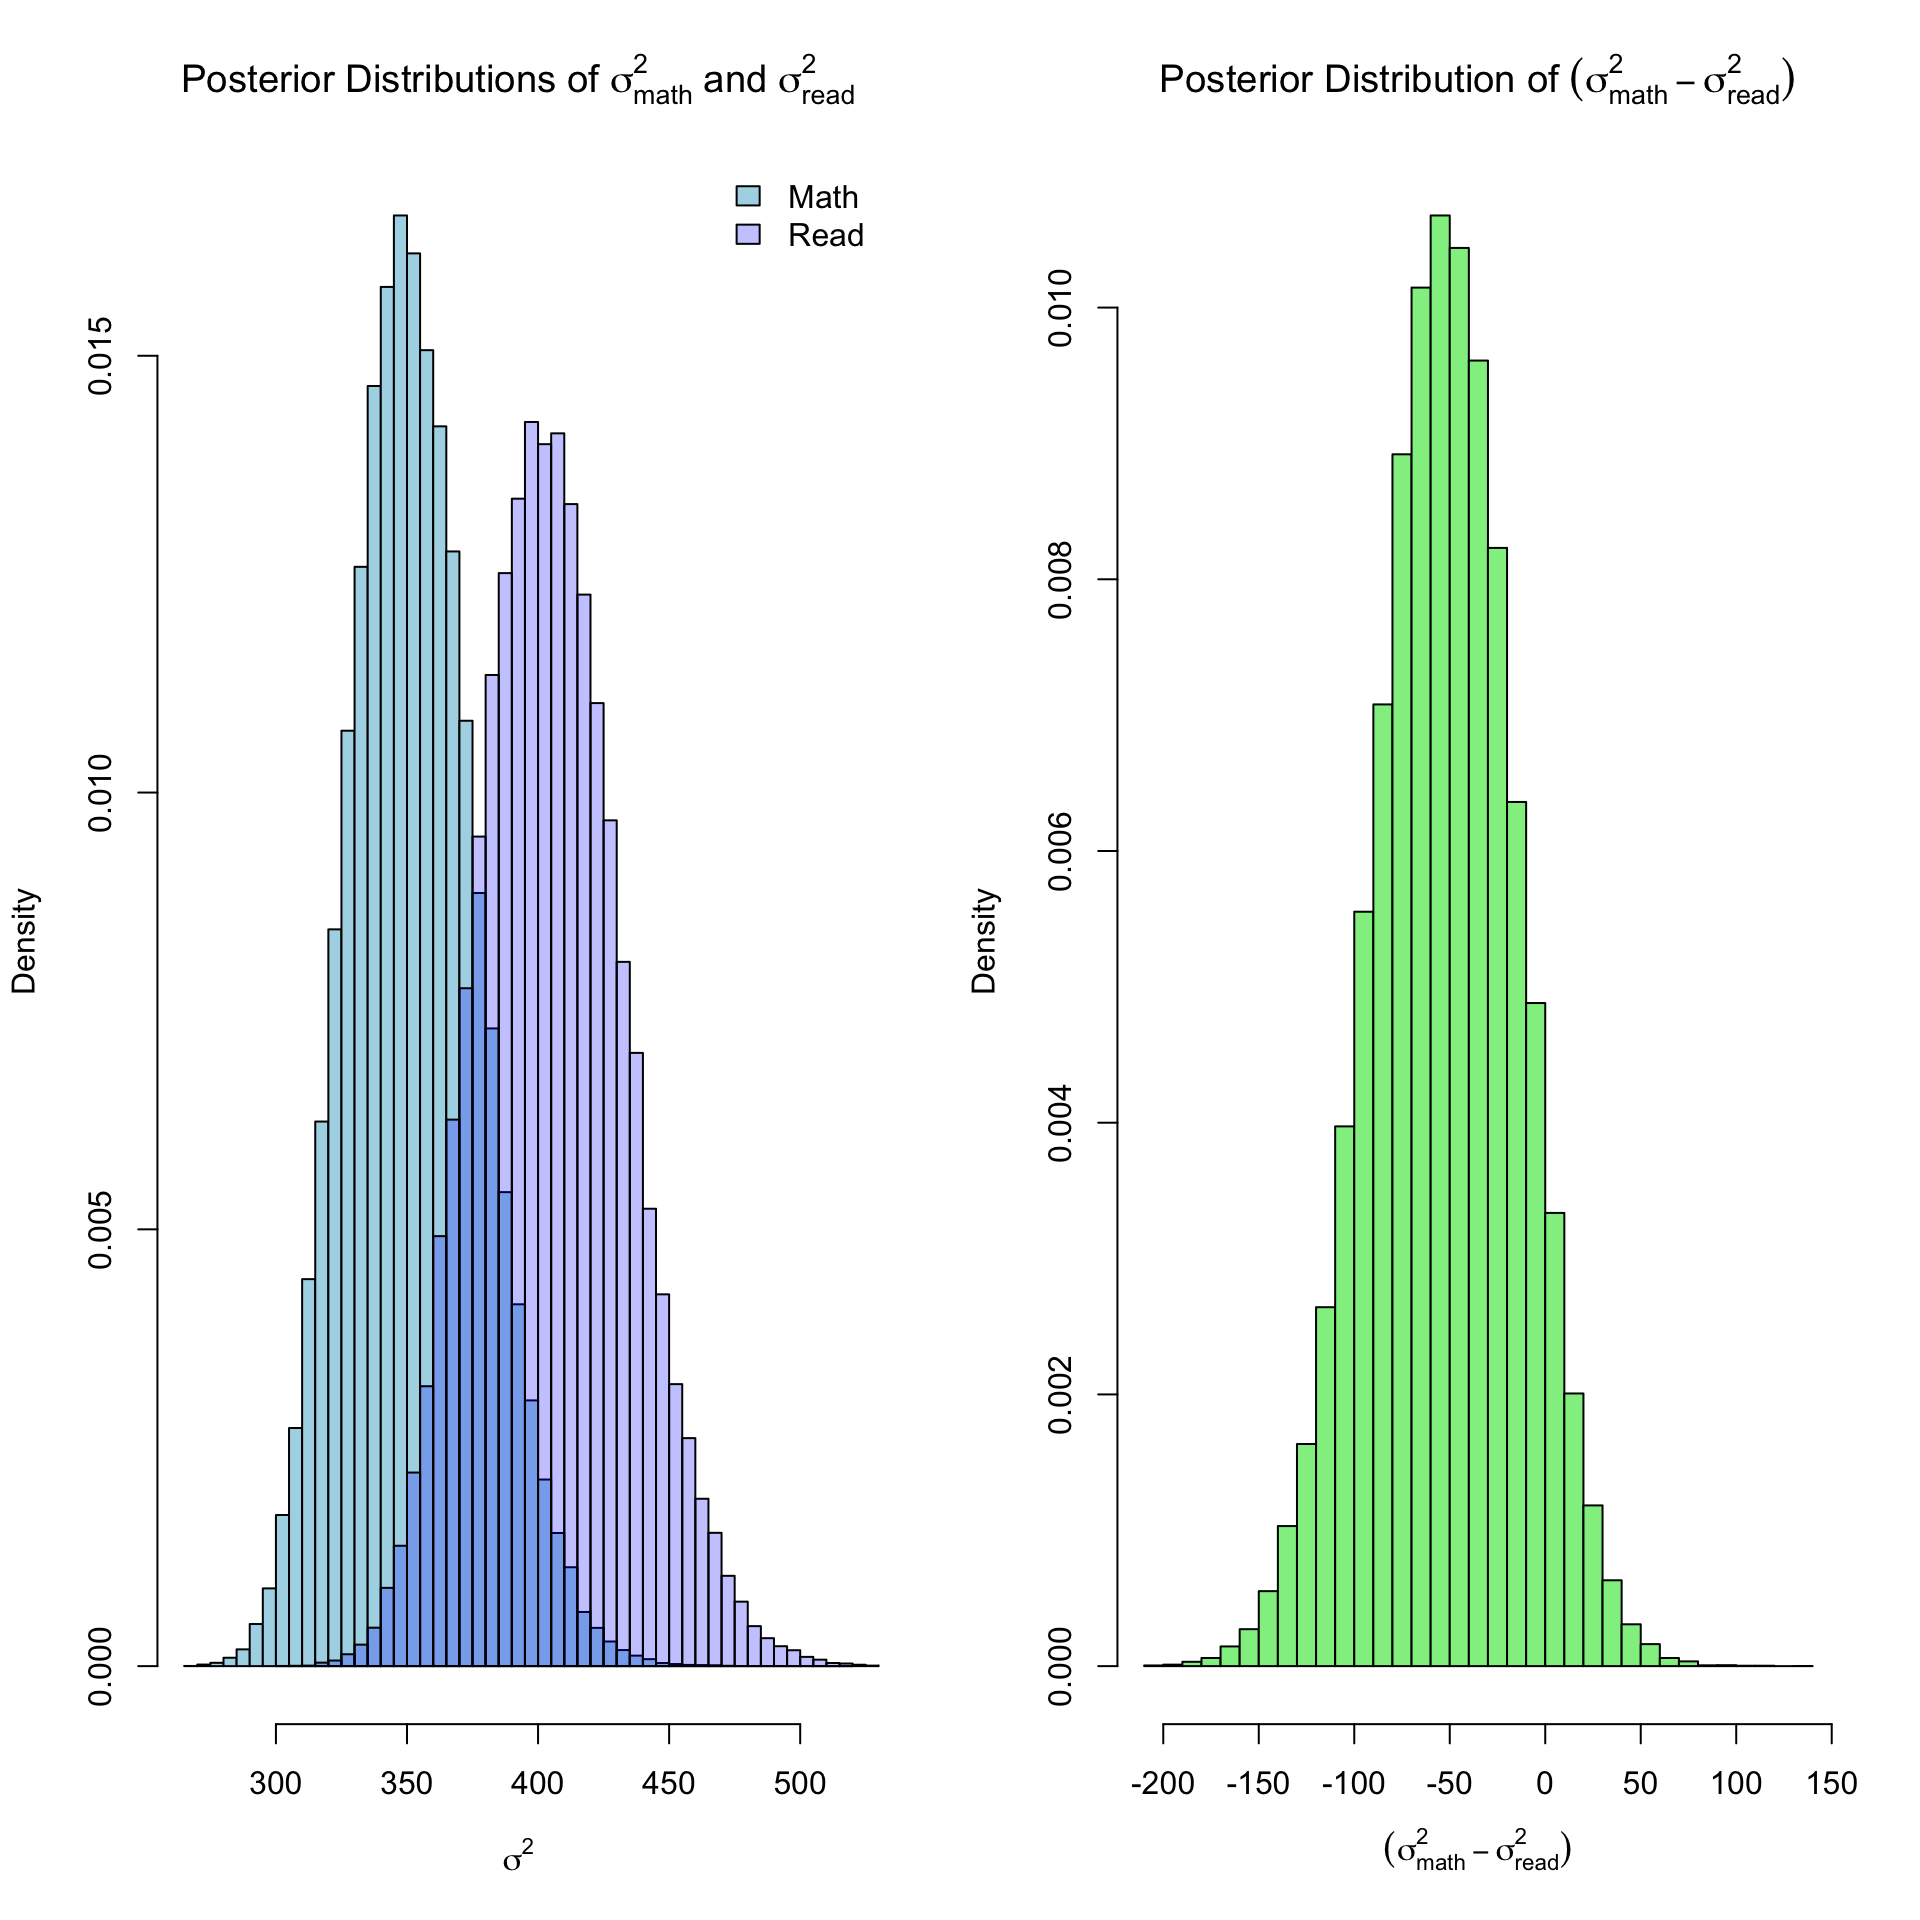 Posterior Distributions of σ²math and σ²read
Math
Read
Density
0.000
0.005
0.010
0.015
300 350 400 450 500
σ²
Posterior Distribution of (σ²math − σ²read)
Density
0.000
0.002
0.004
0.006
0.008
0.010
-200 -150 -100 -50 0 50 100 150
(σ²math − σ²read)